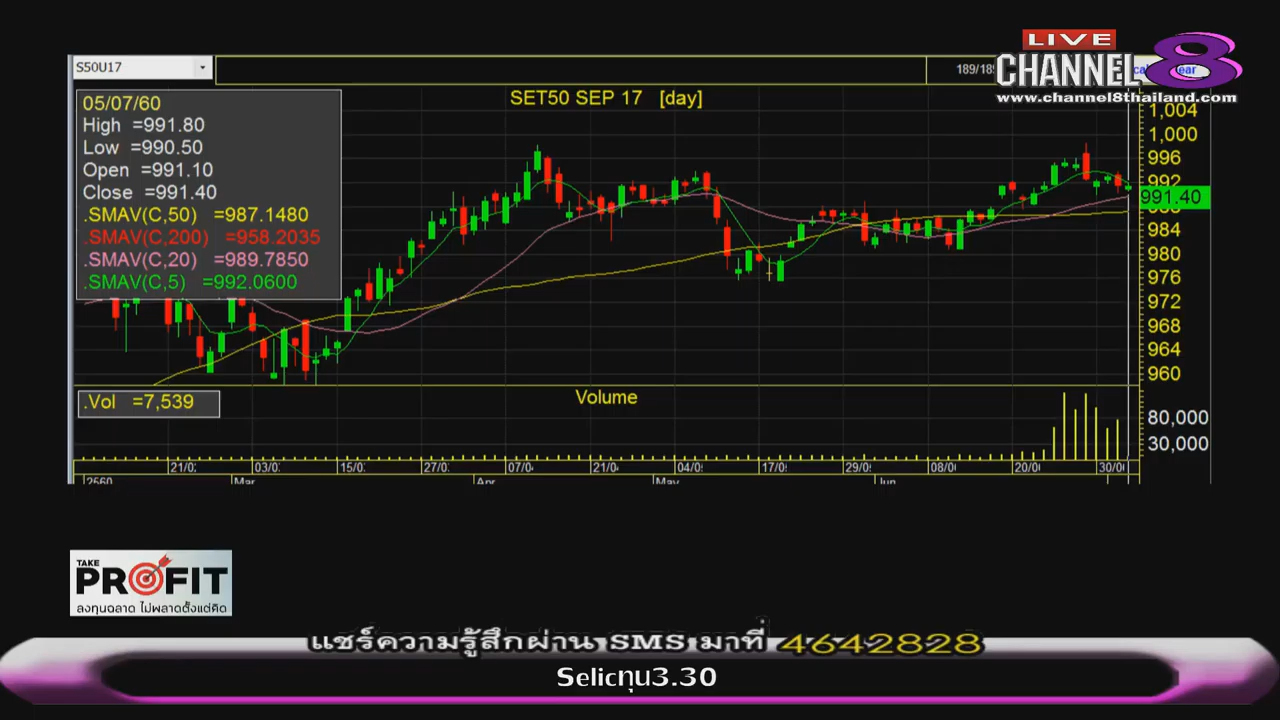 LIVE
CHANNEL 8
www.channel8thailand.com
S50U17
SET50 SEP 17 [day]
05/07/60
High =991.80
Low =990.50
Open =991.10
Close =991.40
.SMAV(C,50) =987.1480
.SMAV(C,200) =958.2035
.SMAV(C,20) =989.7850
.SMAV(C,5) =992.0600
1,004
1,000
996
992
991.40
984
980
976
972
968
964
960
.Vol =7,539
Volume
80,000
30,000
21/0
03/0
15/0
27/0
07/0
21/0
04/0
17/0
29/0
08/0
20/0
30/0
2560
Mar
Apr
May
Jun
TAKE
PROFIT
ลงทุนฉลาด ไม่พลาดตั้งแต่คิด
แชร์ความรู้สึกผ่าน SMS มาที่ 4642828
Selicทุน3.30